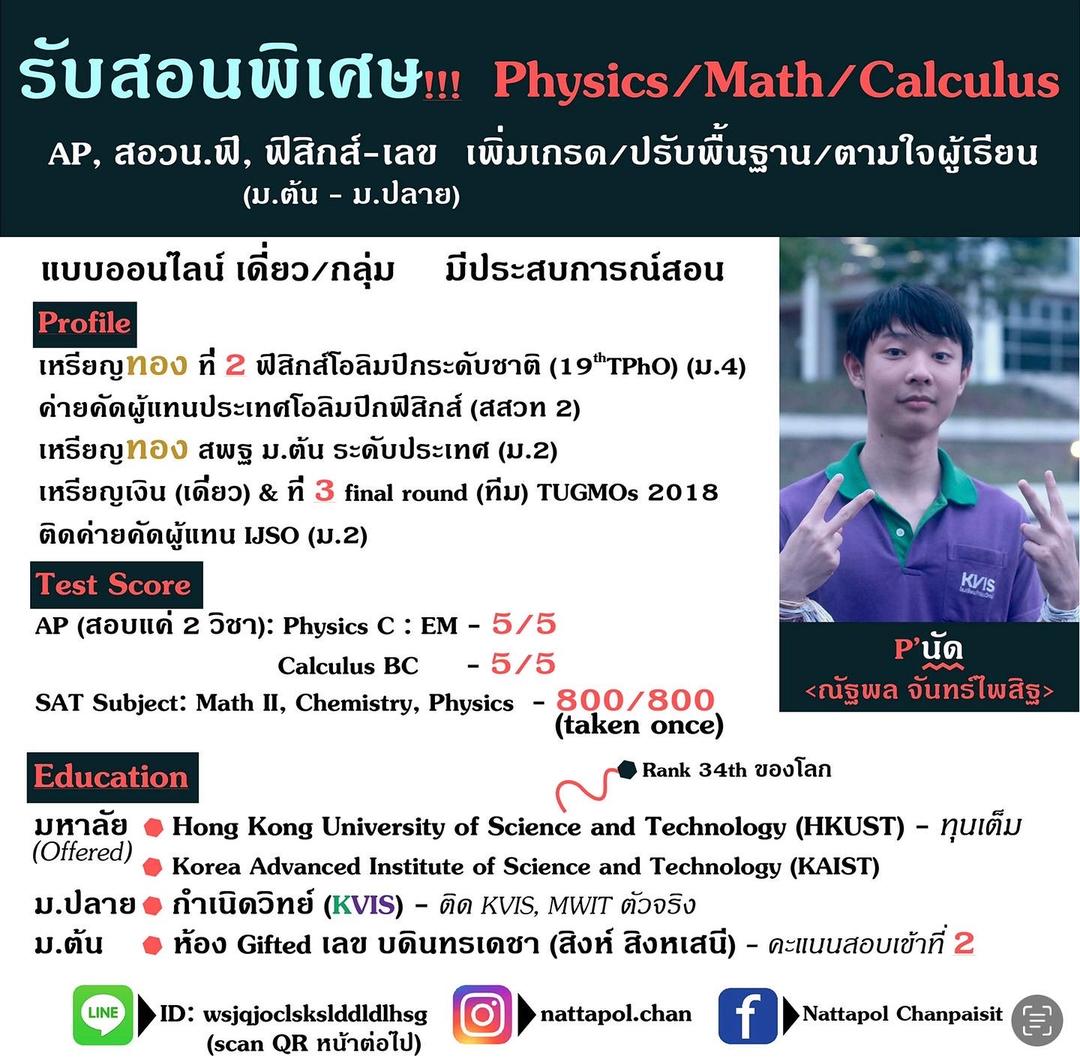 รับสอนพิเศษ!!! Physics/Math/Calculus
AP, สอวน.ฟิ, ฟิสิกส์-เลข เพิ่มเกรด/ปรับพื้นฐาน/ตามใจผู้เรียน
(ม.ต้น - ม.ปลาย)
แบบออนไลน์ เดี่ยว/กลุ่ม มีประสบการณ์สอน
Profile
เหรียญทอง ที่ 2 ฟิสิกส์โอลิมปิกระดับชาติ (19thTPhO) (ม.4)
ค่ายคัดผู้แทนประเทศโอลิมปิกฟิสิกส์ (สสวท 2)
เหรียญทอง สพฐ ม.ต้น ระดับประเทศ (ม.2)
เหรียญเงิน (เดี่ยว) & ที่ 3 final round (ทีม) TUGMOs 2018
ติดค่ายคัดผู้แทน IJSO (ม.2)
KVIS
P'นัด
<ณัฐพล จันทร์ไพสิฐ>
Test Score
AP (สอบแค่ 2 วิชา): Physics C : EM - 5/5
Calculus BC - 5/5
SAT Subject: Math II, Chemistry, Physics - 800/800
(taken once)
Education
Rank 34th ของโลก
มหาลัย Hong Kong University of Science and Technology (HKUST) - ทุนเต็ม
(Offered) Korea Advanced Institute of Science and Technology (KAIST)
ม.ปลาย กำเนิดวิทย์ (KVIS) - ติด KVIS, MWIT ตัวจริง
ม.ต้น ห้อง Gifted เลข บดินทรเดชา (สิงห์ สิงหเสนี) - คะแนนสอบเข้าที่ 2
LINE ID: wsjqjoclskslddldlhsg nattapol.chan Nattapol Chanpaisit
(scan QR หน้าต่อไป)